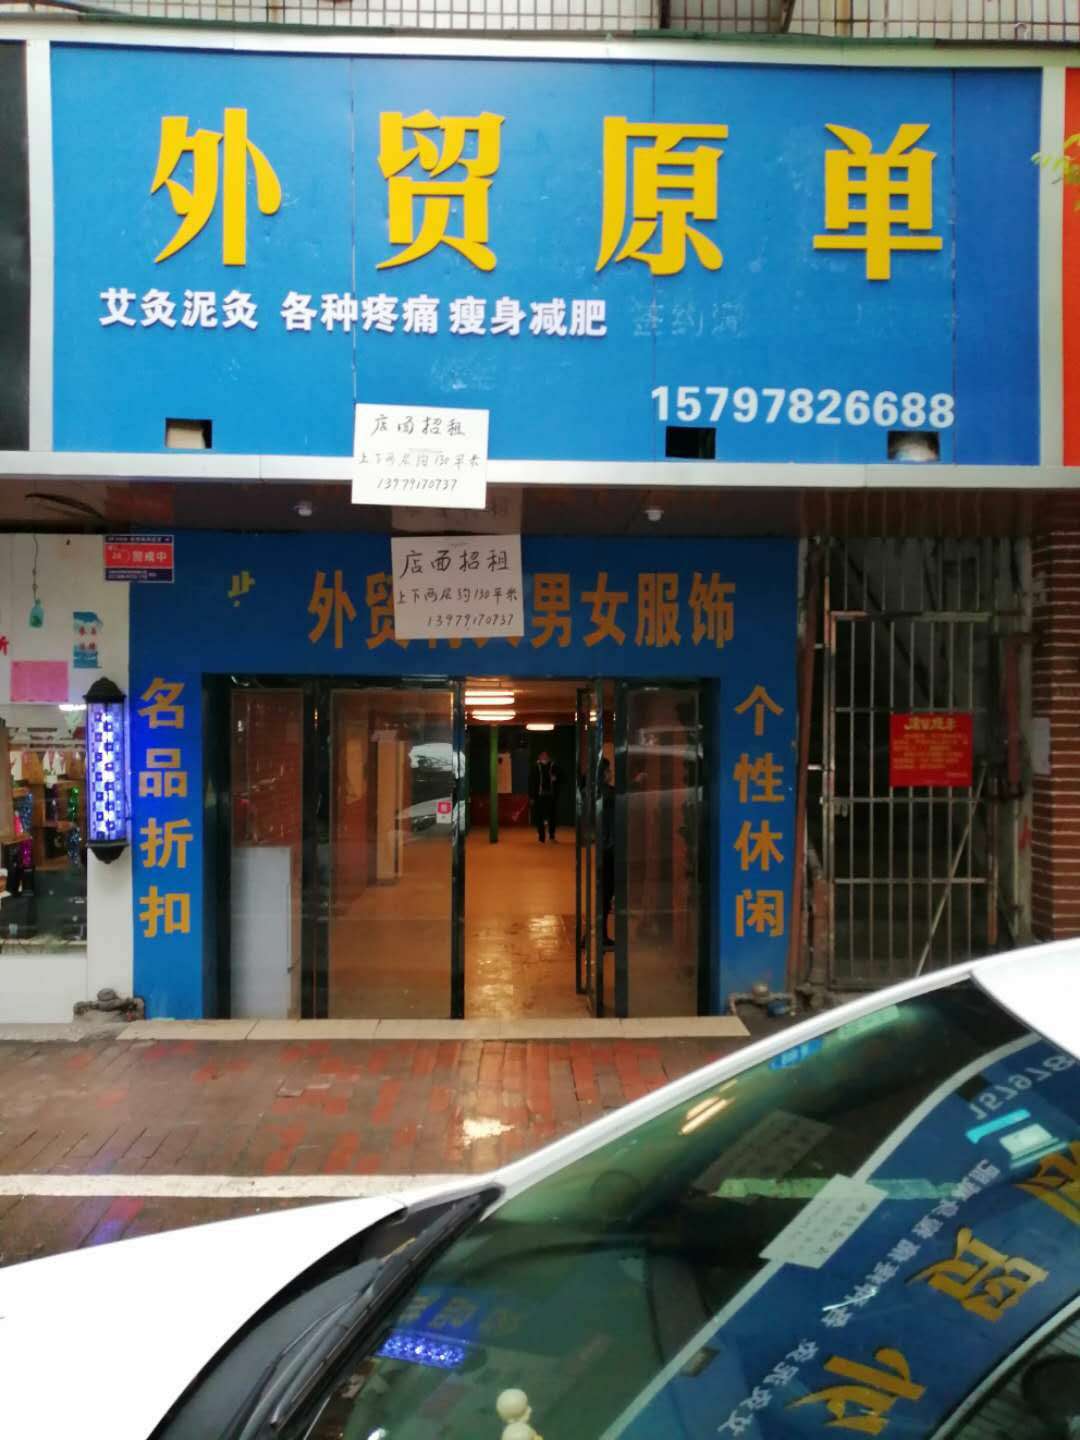 外贸原单
艾灸泥灸 各种疼痛 瘦身减肥
15797826688
店面招租
上下两层约130平米
13979170737
店面招租
上下两层约130平米
13979170737
警戒中
外贸 男女服饰
名品折扣
个性休闲